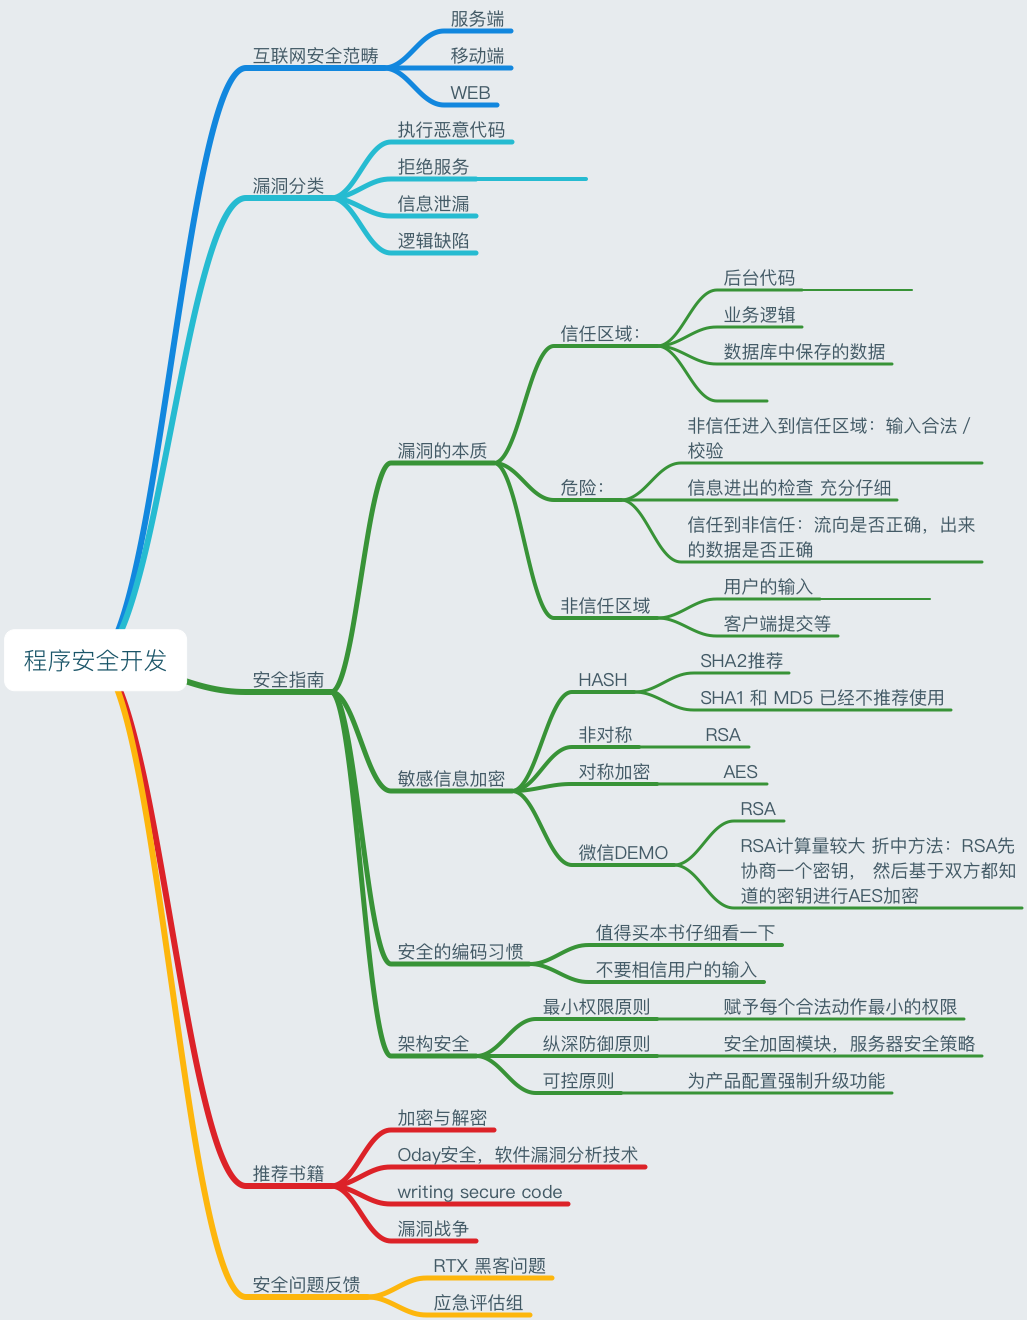 服务端
互联网安全范畴
移动端
WEB
执行恶意代码
拒绝服务
漏洞分类
信息泄漏
逻辑缺陷
后台代码
业务逻辑
信任区域：
数据库中保存的数据
非信任进入到信任区域：输入合法 /
校验
漏洞的本质
危险：
信息进出的检查 充分仔细
信任到非信任：流向是否正确，出来
的数据是否正确
用户的输入
非信任区域
客户端提交等
程序安全开发
安全指南
SHA2推荐
HASH
SHA1 和 MD5 已经不推荐使用
非对称
RSA
对称加密
AES
敏感信息加密
RSA
微信DEMO
RSA计算量较大 折中方法：RSA先
协商一个密钥， 然后基于双方都知
道的密钥进行AES加密
值得买本书仔细看一下
安全的编码习惯
不要相信用户的输入
最小权限原则
赋予每个合法动作最小的权限
架构安全
纵深防御原则
安全加固模块，服务器安全策略
可控原则
为产品配置强制升级功能
加密与解密
Oday安全，软件漏洞分析技术
推荐书籍
writing secure code
漏洞战争
RTX 黑客问题
安全问题反馈
应急评估组